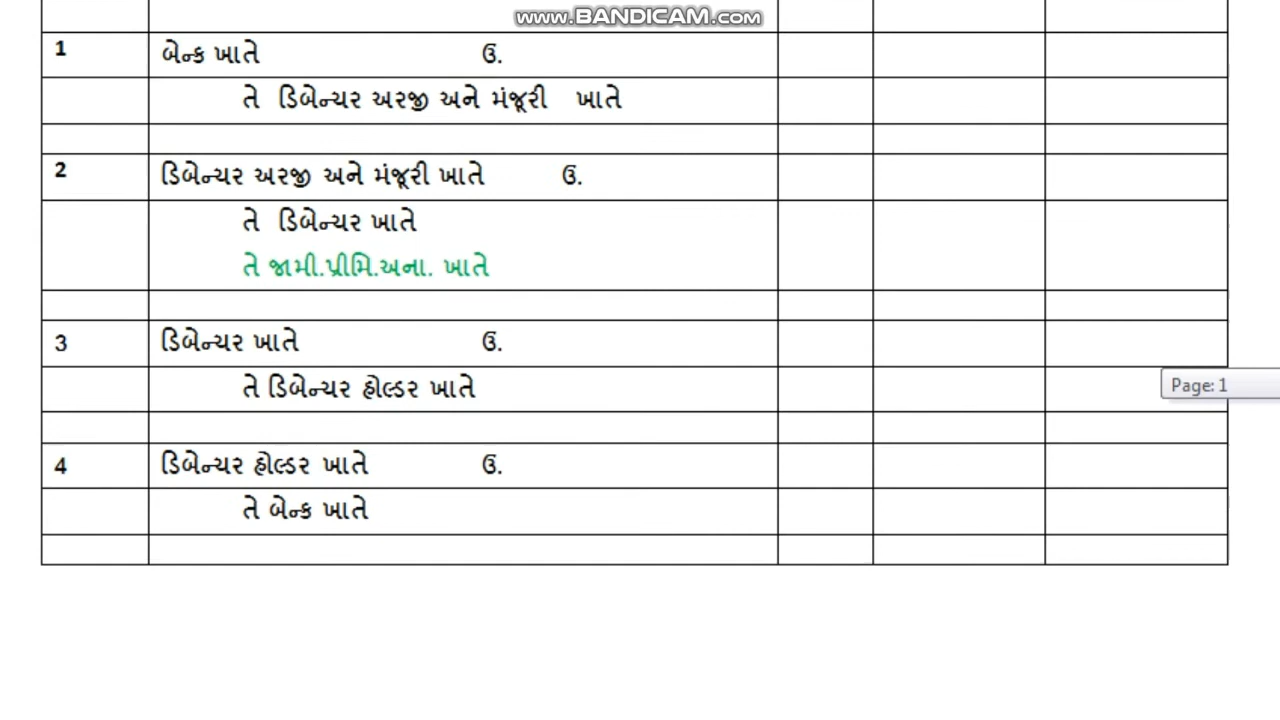 www.BANDICAM.com
1 બેન્ક ખાતે ઉ.
તે ડિબેન્ચર અરજી અને મંજૂરી ખાતે
2 ડિબેન્ચર અરજી અને મંજૂરી ખાતે ઉ.
તે ડિબેન્ચર ખાતે
તે જામી.પ્રીમિ.અના. ખાતે
3 ડિબેન્ચર ખાતે ઉ.
Page: 1
તે ડિબેન્ચર હોલ્ડર ખાતે
4 ડિબેન્ચર હોલ્ડર ખાતે ઉ.
તે બેન્ક ખાતે